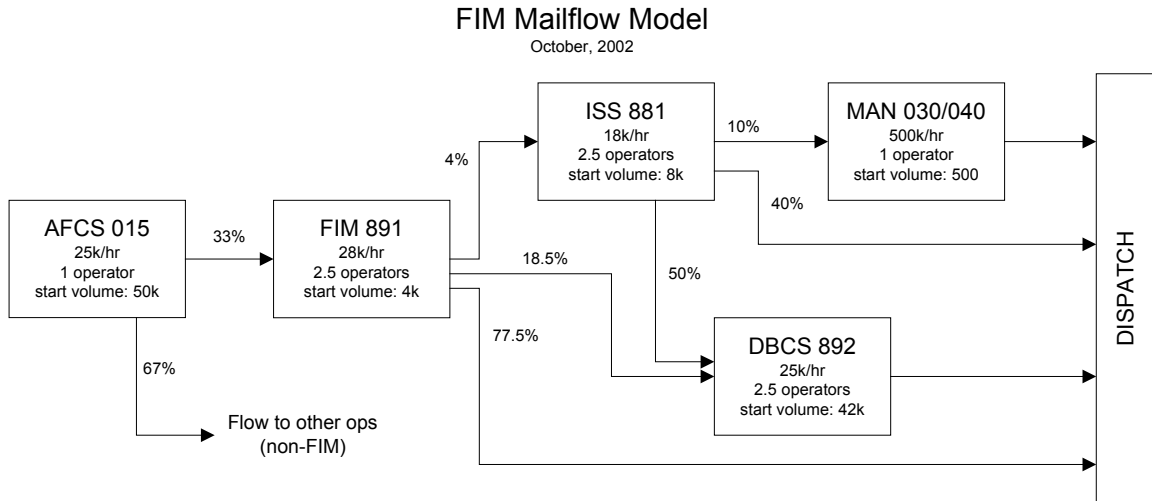 FIM Mailflow Model
October, 2002
ISS 881
18k/hr
2.5 operators
start volume: 8k
10%
MAN 030/040
500k/hr
1 operator
start volume: 500
4%
40%
AFCS 015
25k/hr
1 operator
start volume: 50k
33%
FIM 891
28k/hr
2.5 operators
start volume: 4k
18.5%
50%
77.5%
DBCS 892
25k/hr
2.5 operators
start volume: 42k
67%
Flow to other ops
(non-FIM)
DISPATCH